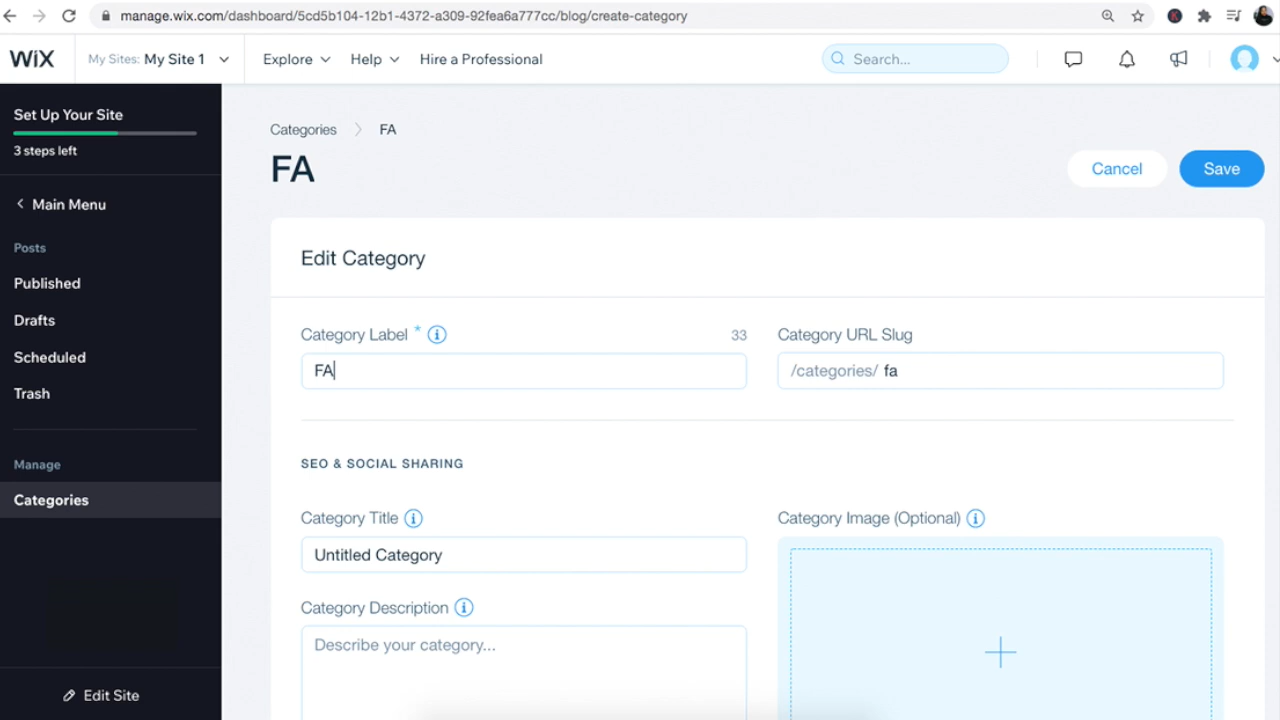 manage.wix.com/dashboard/5cd5b104-12b1-4372-a309-92fea6a777cc/blog/create-category
WiX
My Sites: My Site 1
Explore
Help
Hire a Professional
Search...
Set Up Your Site
3 steps left
Main Menu
Posts
Published
Drafts
Scheduled
Trash
Manage
Categories
Edit Site
Categories > FA
FA
Cancel
Save
Edit Category
Category Label *
33
FA
Category URL Slug
/categories/ fa
SEO & SOCIAL SHARING
Category Title
Untitled Category
Category Description
Describe your category...
Category Image (Optional)